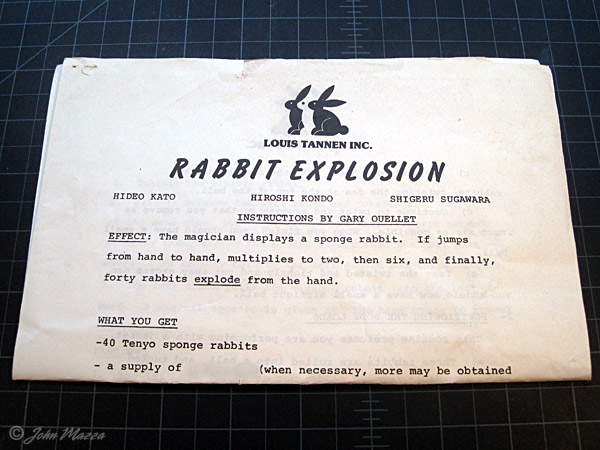 LOUIS TANNEN INC.
RABBIT EXPLOSION
HIDEO KATO HIROSHI KONDO SHIGERU SUGAWARA
INSTRUCTIONS BY GARY OUELLET
EFFECT: The magician displays a sponge rabbit. If jumps
from hand to hand, multiplies to two, then six, and finally,
forty rabbits explode from the hand.
WHAT YOU GET
-40 Tenyo sponge rabbits
- a supply of (when necessary, more may be obtained
© John Mazza